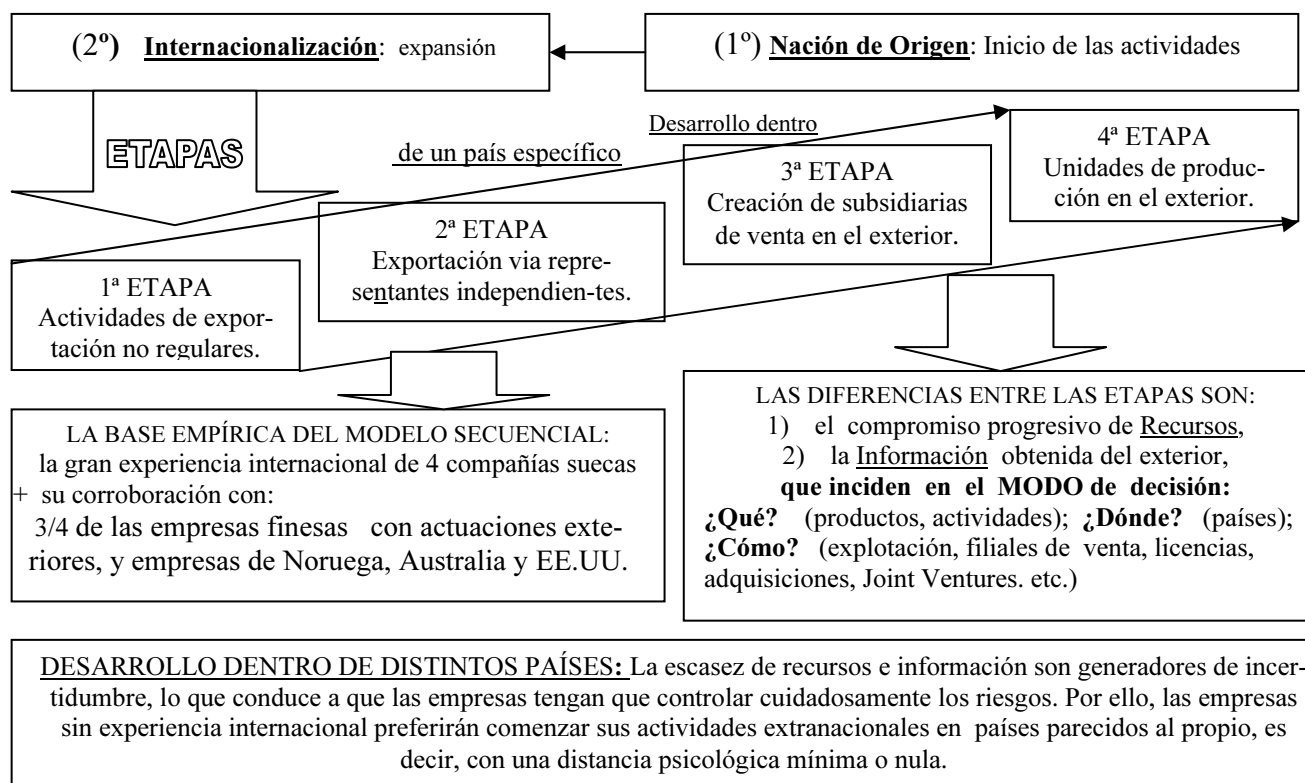 (2º) Internacionalización: expansión
(1º) Nación de Origen: Inicio de las actividades
ETAPAS
Desarrollo dentro
de un país específico
1ª ETAPA
Actividades de expor-
tación no regulares.
2ª ETAPA
Exportación via repre-
sentantes independien-tes.
3ª ETAPA
Creación de subsidiarias
de venta en el exterior.
4ª ETAPA
Unidades de produc-
ción en el exterior.
LA BASE EMPÍRICA DEL MODELO SECUENCIAL:
la gran experiencia internacional de 4 compañías suecas
+ su corroboración con:
3/4 de las empresas finesas con actuaciones exte-
riores, y empresas de Noruega, Australia y EE.UU.
LAS DIFERENCIAS ENTRE LAS ETAPAS SON:
1) el compromiso progresivo de Recursos,
2) la Información obtenida del exterior,
que inciden en el MODO de decisión:
¿Qué? (productos, actividades); ¿Dónde? (países);
¿Cómo? (explotación, filiales de venta, licencias,
adquisiciones, Joint Ventures. etc.)
DESARROLLO DENTRO DE DISTINTOS PAÍSES: La escasez de recursos e información son generadores de incer-
tidumbre, lo que conduce a que las empresas tengan que controlar cuidadosamente los riesgos. Por ello, las empresas
sin experiencia internacional preferirán comenzar sus actividades extranacionales en países parecidos al propio, es
decir, con una distancia psicológica mínima o nula.